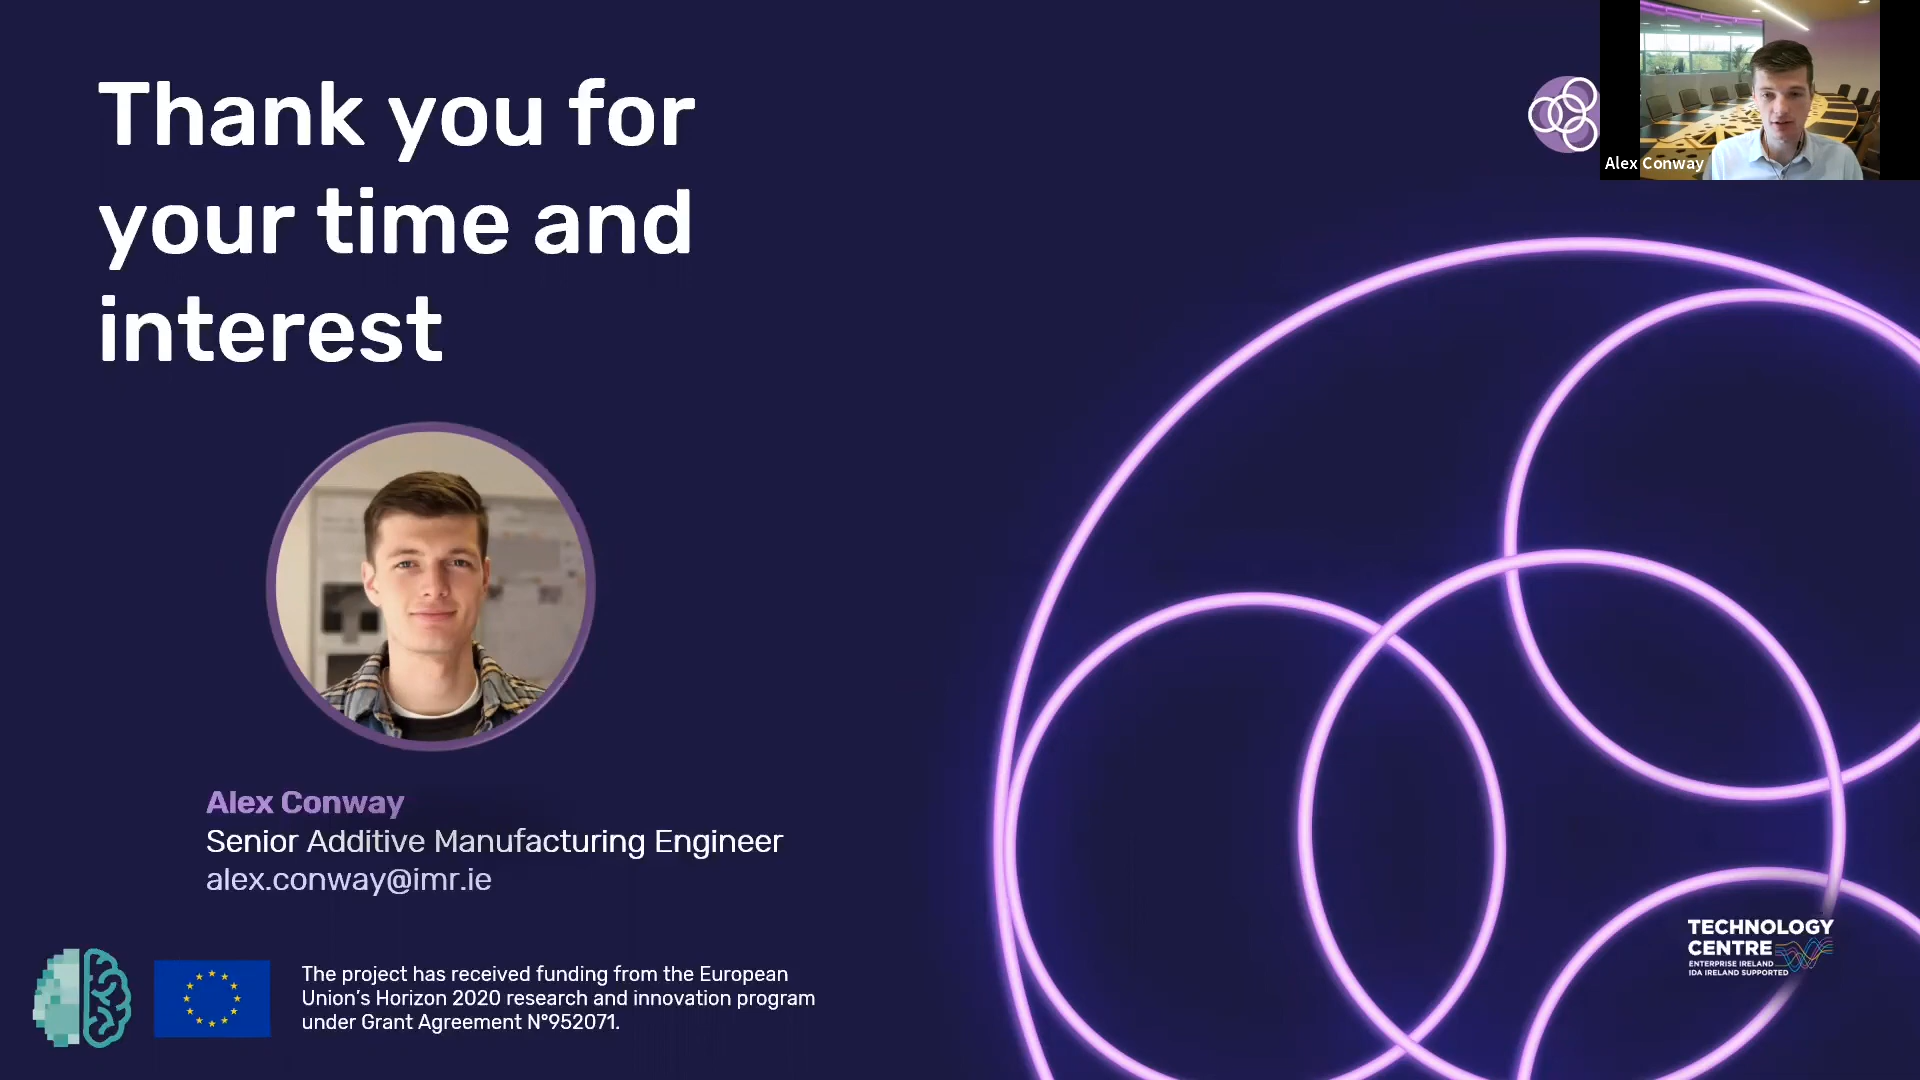 Thank you for
your time and
interest
Alex Conway
Alex Conway
Senior Additive Manufacturing Engineer
alex.conway@imr.ie
The project has received funding from the European
Union's Horizon 2020 research and innovation program
under Grant Agreement N°952071.
TECHNOLOGY
CENTRE
ENTERPRISE IRELAND
IDA IRELAND SUPPORTED